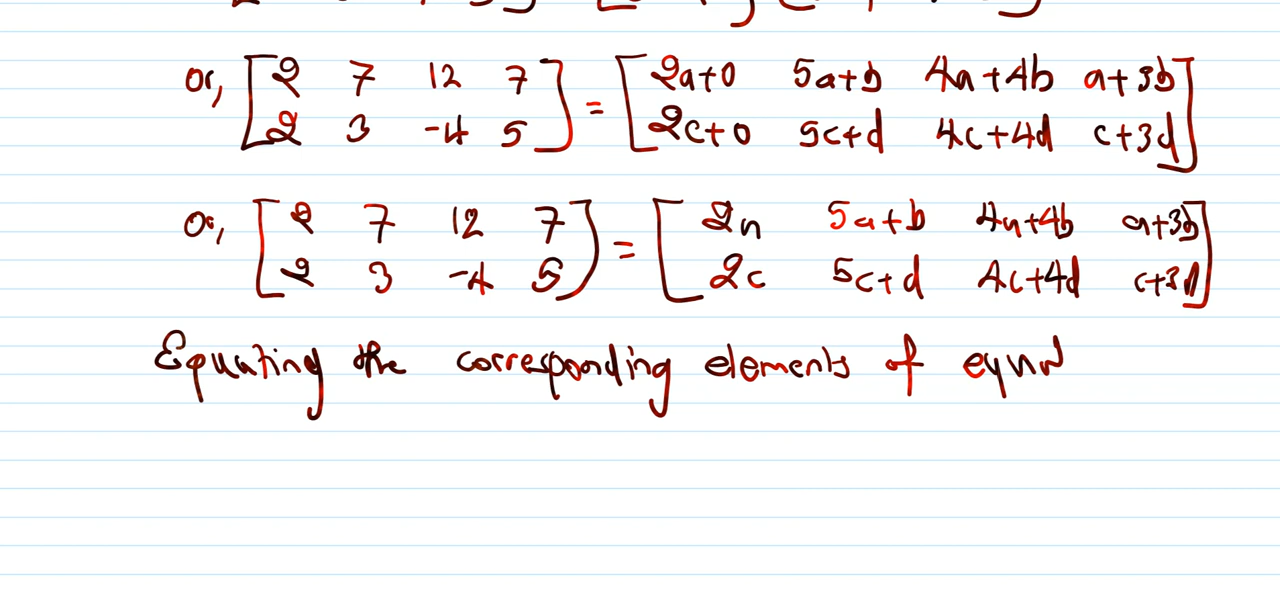 or, [2 7 12 7] = [2a+0 5a+b 4a+4b a+3b]
[2 3 -4 5] [2c+0 5c+d 4c+4d c+3d]
or, [2 7 12 7] = [2a 5a+b 4a+4b a+3b]
[2 3 -4 5] [2c 5c+d 4c+4d c+3d]
Equating the corresponding elements of equal